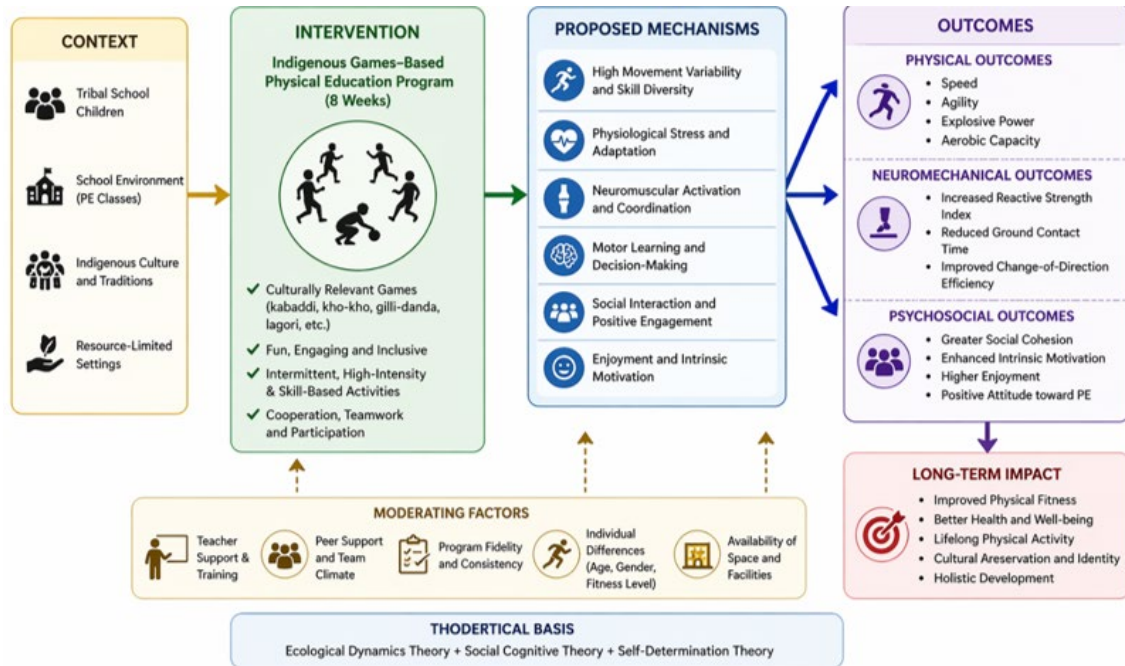 CONTEXT
Tribal School
Children
School Environment
(PE Classes)
Indigenous Culture
and Traditions
Resource-Limited
Settings
INTERVENTION
Indigenous Games–Based
Physical Education Program
(8 Weeks)
✓ Culturally Relevant Games
(kabaddi, kho-kho, gilli-danda,
lagori, etc.)
✓ Fun, Engaging and Inclusive
✓ Intermittent, High-Intensity
& Skill-Based Activities
✓ Cooperation, Teamwork
and Participation
PROPOSED MECHANISMS
High Movement Variability
and Skill Diversity
Physiological Stress and
Adaptation
Neuromuscular Activation
and Coordination
Motor Learning and
Decision-Making
Social Interaction and
Positive Engagement
Enjoyment and Intrinsic
Motivation
OUTCOMES
PHYSICAL OUTCOMES
• Speed
• Agility
• Explosive Power
• Aerobic Capacity
NEUROMECHANICAL OUTCOMES
• Increased Reactive Strength
Index
• Reduced Ground Contact
Time
• Improved Change-of-Direction
Efficiency
PSYCHOSOCIAL OUTCOMES
• Greater Social Cohesion
• Enhanced Intrinsic Motivation
• Higher Enjoyment
• Positive Attitude toward PE
LONG-TERM IMPACT
• Improved Physical Fitness
• Better Health and Well-being
• Lifelong Physical Activity
• Cultural Areservation and Identity
• Holistic Development
MODERATING FACTORS
Teacher
Support &
Training
Peer Support
and Team
Climate
Program Fidelity
and Consistency
Individual
Differences
(Age, Gender,
Fitness Level)
Availability of
Space and
Facilities
THODERTICAL BASIS
Ecological Dynamics Theory + Social Cognitive Theory + Self-Determination Theory